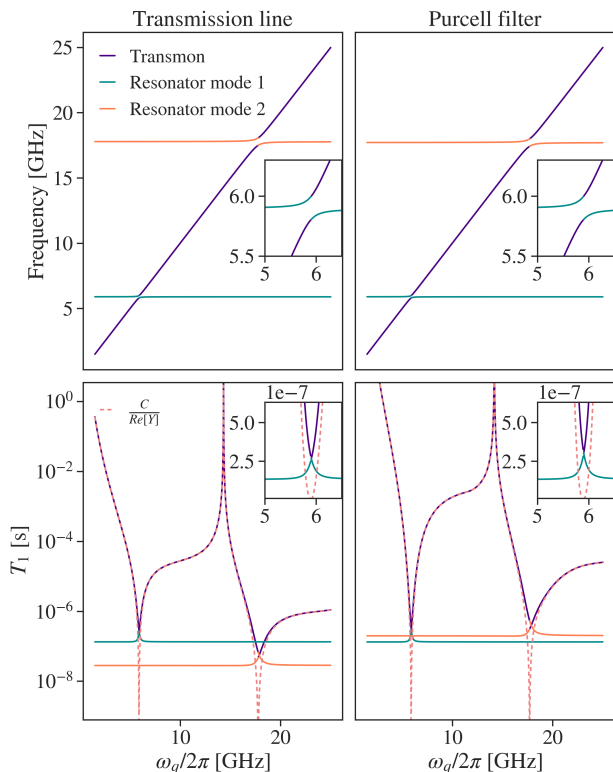 Transmission line
Purcell filter
Frequency [GHz]
25
20
15
10
5
Transmon
Resonator mode 1
Resonator mode 2
6.0
5.5
5
6
6.0
5.5
5
6
T₁ [s]
10⁰
10⁻²
10⁻⁴
10⁻⁶
10⁻⁸
C/Re[Y]
1e-7
5.0
2.5
5
6
1e-7
5.0
2.5
5
6
10
20
10
20
ω_q/2π [GHz]
ω_q/2π [GHz]